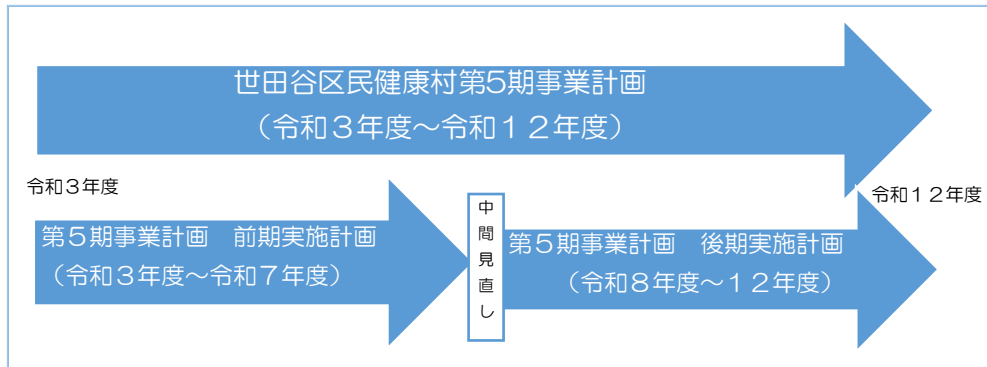 世田谷区民健康村第5期事業計画
（令和３年度～令和１２年度）
令和３年度
令和１２年度
第５期事業計画　前期実施計画
（令和３年度～令和７年度）
中間見直し
第５期事業計画　後期実施計画
（令和８年度～１２年度）